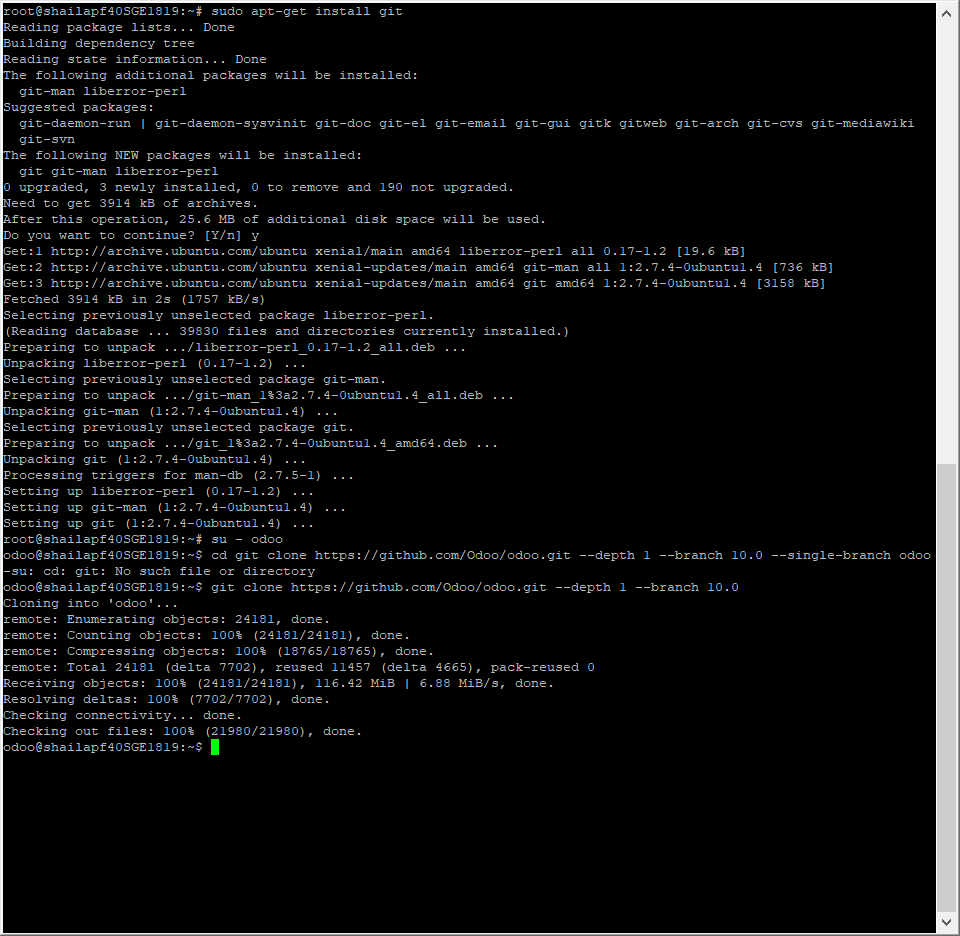 root@shailapf40SGE1819:~# sudo apt-get install git
Reading package lists... Done
Building dependency tree
Reading state information... Done
The following additional packages will be installed:
  git-man liberror-perl
Suggested packages:
  git-daemon-run | git-daemon-sysvinit git-doc git-el git-email git-gui gitk gitweb git-arch git-cvs git-mediawiki
  git-svn
The following NEW packages will be installed:
  git git-man liberror-perl
0 upgraded, 3 newly installed, 0 to remove and 190 not upgraded.
Need to get 3914 kB of archives.
After this operation, 25.6 MB of additional disk space will be used.
Do you want to continue? [Y/n] y
Get:1 http://archive.ubuntu.com/ubuntu xenial/main amd64 liberror-perl all 0.17-1.2 [19.6 kB]
Get:2 http://archive.ubuntu.com/ubuntu xenial-updates/main amd64 git-man all 1:2.7.4-0ubuntu1.4 [736 kB]
Get:3 http://archive.ubuntu.com/ubuntu xenial-updates/main amd64 git amd64 1:2.7.4-0ubuntu1.4 [3158 kB]
Fetched 3914 kB in 2s (1757 kB/s)
Selecting previously unselected package liberror-perl.
(Reading database ... 39830 files and directories currently installed.)
Preparing to unpack .../liberror-perl_0.17-1.2_all.deb ...
Unpacking liberror-perl (0.17-1.2) ...
Selecting previously unselected package git-man.
Preparing to unpack .../git-man_1%3a2.7.4-0ubuntu1.4_all.deb ...
Unpacking git-man (1:2.7.4-0ubuntu1.4) ...
Selecting previously unselected package git.
Preparing to unpack .../git_1%3a2.7.4-0ubuntu1.4_amd64.deb ...
Unpacking git (1:2.7.4-0ubuntu1.4) ...
Processing triggers for man-db (2.7.5-1) ...
Setting up liberror-perl (0.17-1.2) ...
Setting up git-man (1:2.7.4-0ubuntu1.4) ...
Setting up git (1:2.7.4-0ubuntu1.4) ...
root@shailapf40SGE1819:~# su - odoo
odoo@shailapf40SGE1819:~$ cd git clone https://github.com/Odoo/odoo.git --depth 1 --branch 10.0 --single-branch odoo
-su: cd: git: No such file or directory
odoo@shailapf40SGE1819:~$ git clone https://github.com/Odoo/odoo.git --depth 1 --branch 10.0
Cloning into 'odoo'...
remote: Enumerating objects: 24181, done.
remote: Counting objects: 100% (24181/24181), done.
remote: Compressing objects: 100% (18765/18765), done.
remote: Total 24181 (delta 7702), reused 11457 (delta 4665), pack-reused 0
Receiving objects: 100% (24181/24181), 116.42 MiB | 6.88 MiB/s, done.
Resolving deltas: 100% (7702/7702), done.
Checking connectivity... done.
Checking out files: 100% (21980/21980), done.
odoo@shailapf40SGE1819:~$